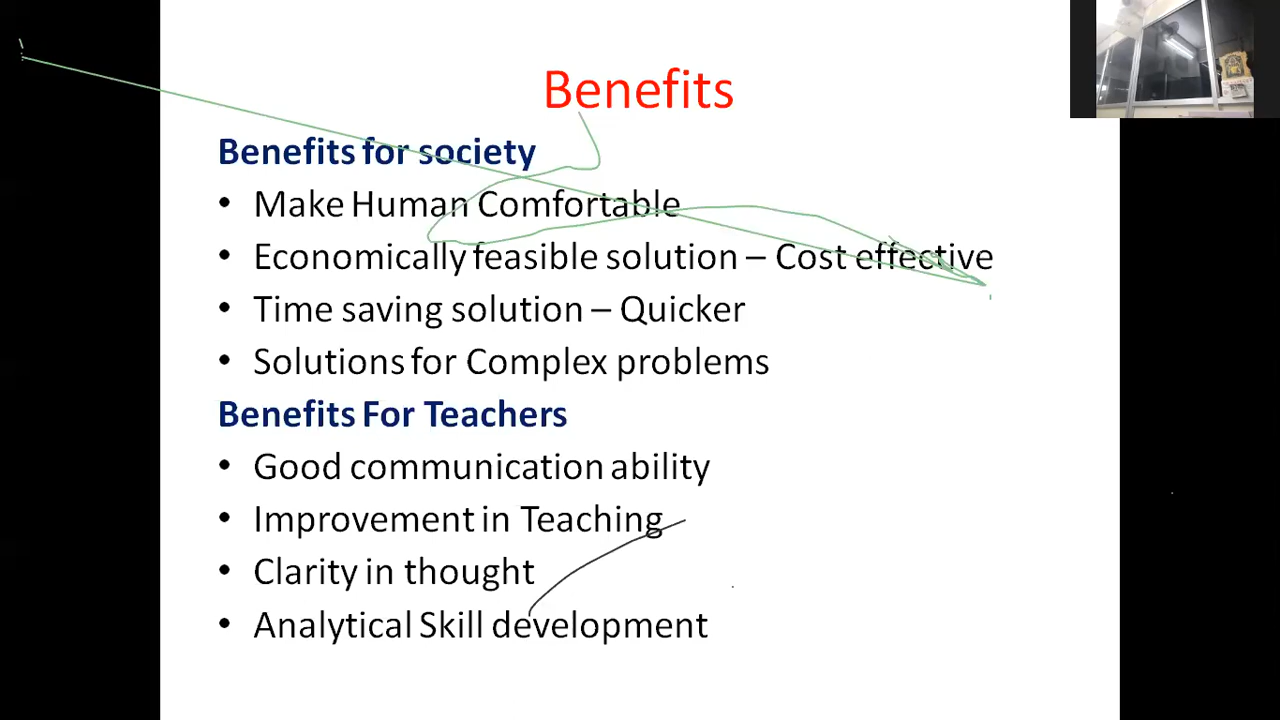 Benefits
Benefits for society
• Make Human Comfortable
• Economically feasible solution – Cost effective
• Time saving solution – Quicker
• Solutions for Complex problems
Benefits For Teachers
• Good communication ability
• Improvement in Teaching
• Clarity in thought
• Analytical Skill development